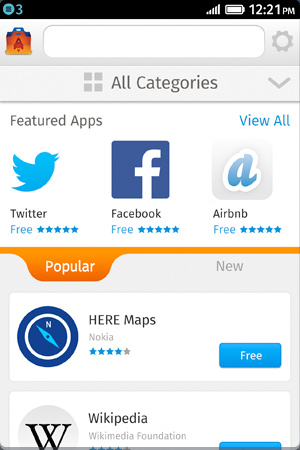 3 12:21 PM
All Categories
Featured Apps View All
Twitter Facebook Airbnb
Free Free Free
Popular New
N
HERE Maps
Nokia
Free
W Wikipedia
Wikimedia Foundation